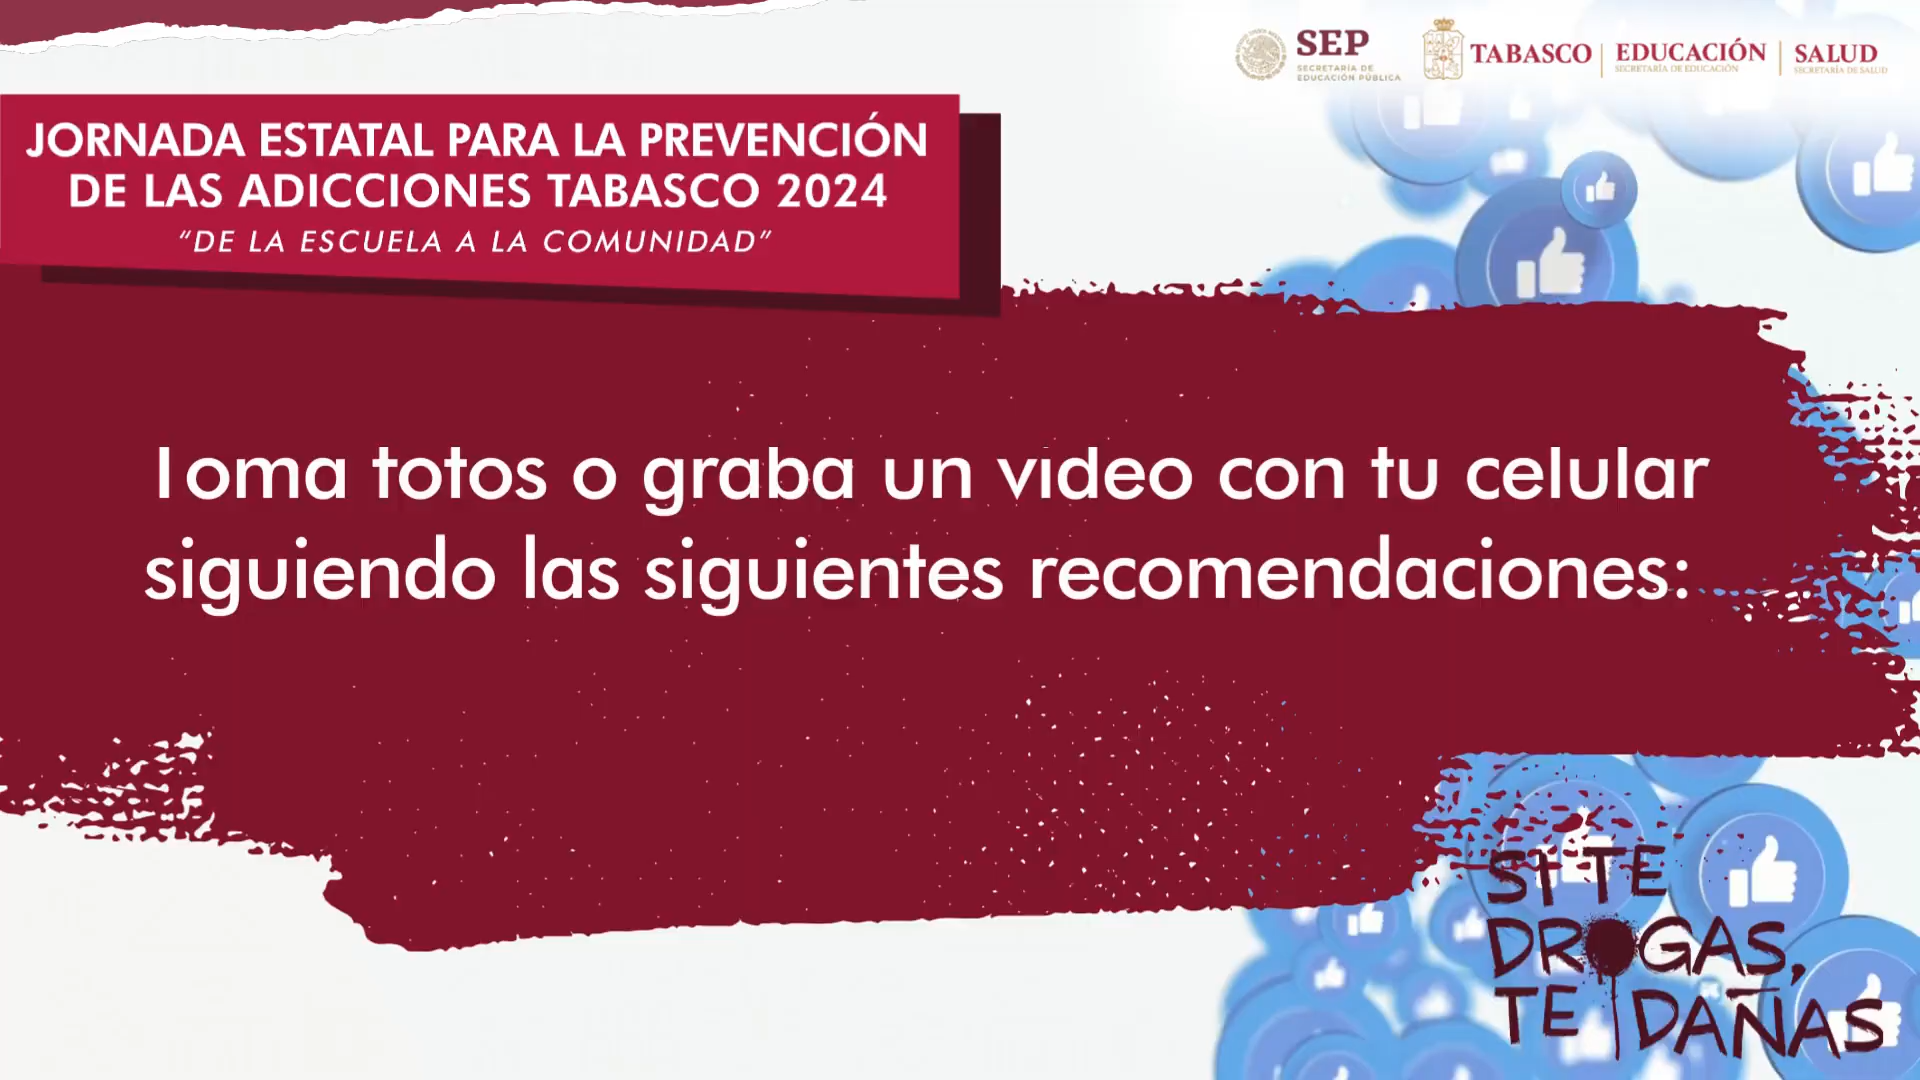 SEP
SECRETARÍA DE
EDUCACIÓN PÚBLICA
TABASCO
EDUCACIÓN
SECRETARÍA DE EDUCACIÓN
SALUD
SECRETARÍA DE SALUD
JORNADA ESTATAL PARA LA PREVENCIÓN
DE LAS ADICCIONES TABASCO 2024
“DE LA ESCUELA A LA COMUNIDAD”
Toma fotos o graba un video con tu celular
siguiendo las siguientes recomendaciones:
SI TE
DROGAS,
TE DAÑAS